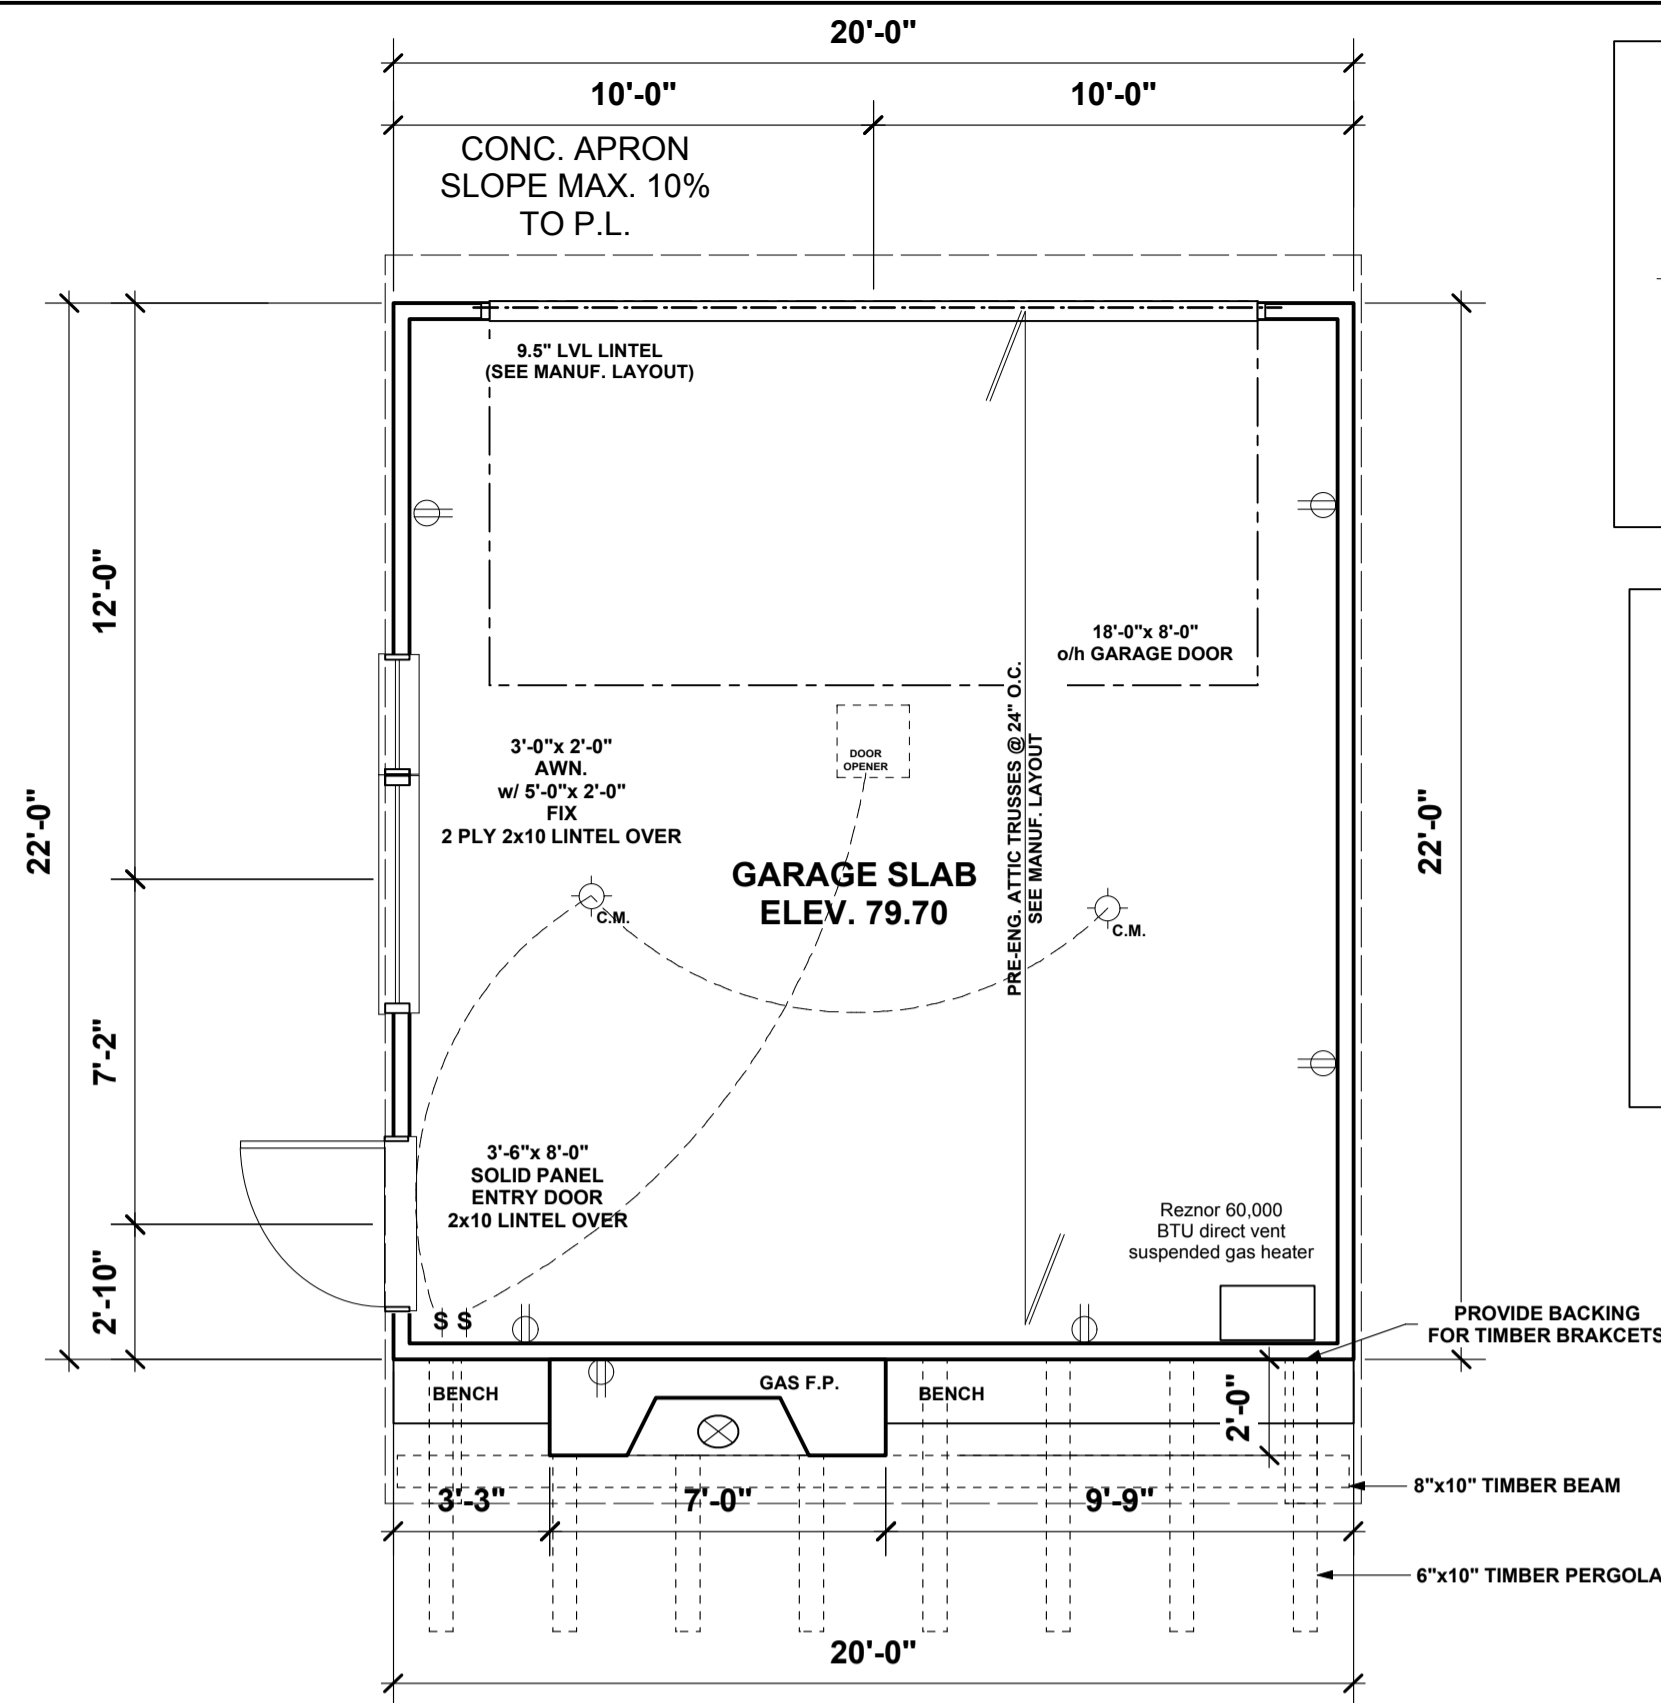 20'-0"
10'-0"
10'-0"
CONC. APRON
SLOPE MAX. 10%
TO P.L.
9.5" LVL LINTEL
(SEE MANUF. LAYOUT)
12'-0"
18'-0"x 8'-0"
o/h GARAGE DOOR
3'-0"x 2'-0"
AWN.
w/ 5'-0"x 2'-0"
FIX
2 PLY 2x10 LINTEL OVER
DOOR
OPENER
PRE-ENG. ATTIC TRUSSES @ 24" O.C.
SEE MANUF. LAYOUT
22'-0"
22'-0"
GARAGE SLAB
ELEV. 79.70
C.M.
C.M.
7'-2"
3'-6"x 8'-0"
SOLID PANEL
ENTRY DOOR
2x10 LINTEL OVER
Reznor 60,000
BTU direct vent
suspended gas heater
2'-10"
S S
PROVIDE BACKING
FOR TIMBER BRAKCETS
BENCH
GAS F.P.
BENCH
2'-0"
8"x10" TIMBER BEAM
3'-3"
7'-0"
9'-9"
6"x10" TIMBER PERGOLA
20'-0"